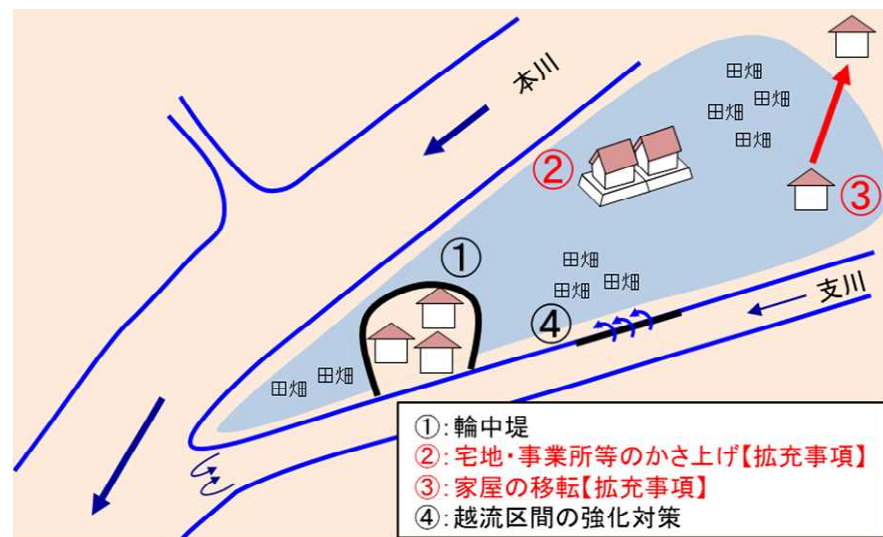 本川
田畑
田畑
田畑
田畑
②
③
①
田畑
田畑
田畑
支川
④
田畑
田畑
①:輪中堤
②:宅地・事業所等のかさ上げ【拡充事項】
③:家屋の移転【拡充事項】
④:越流区間の強化対策